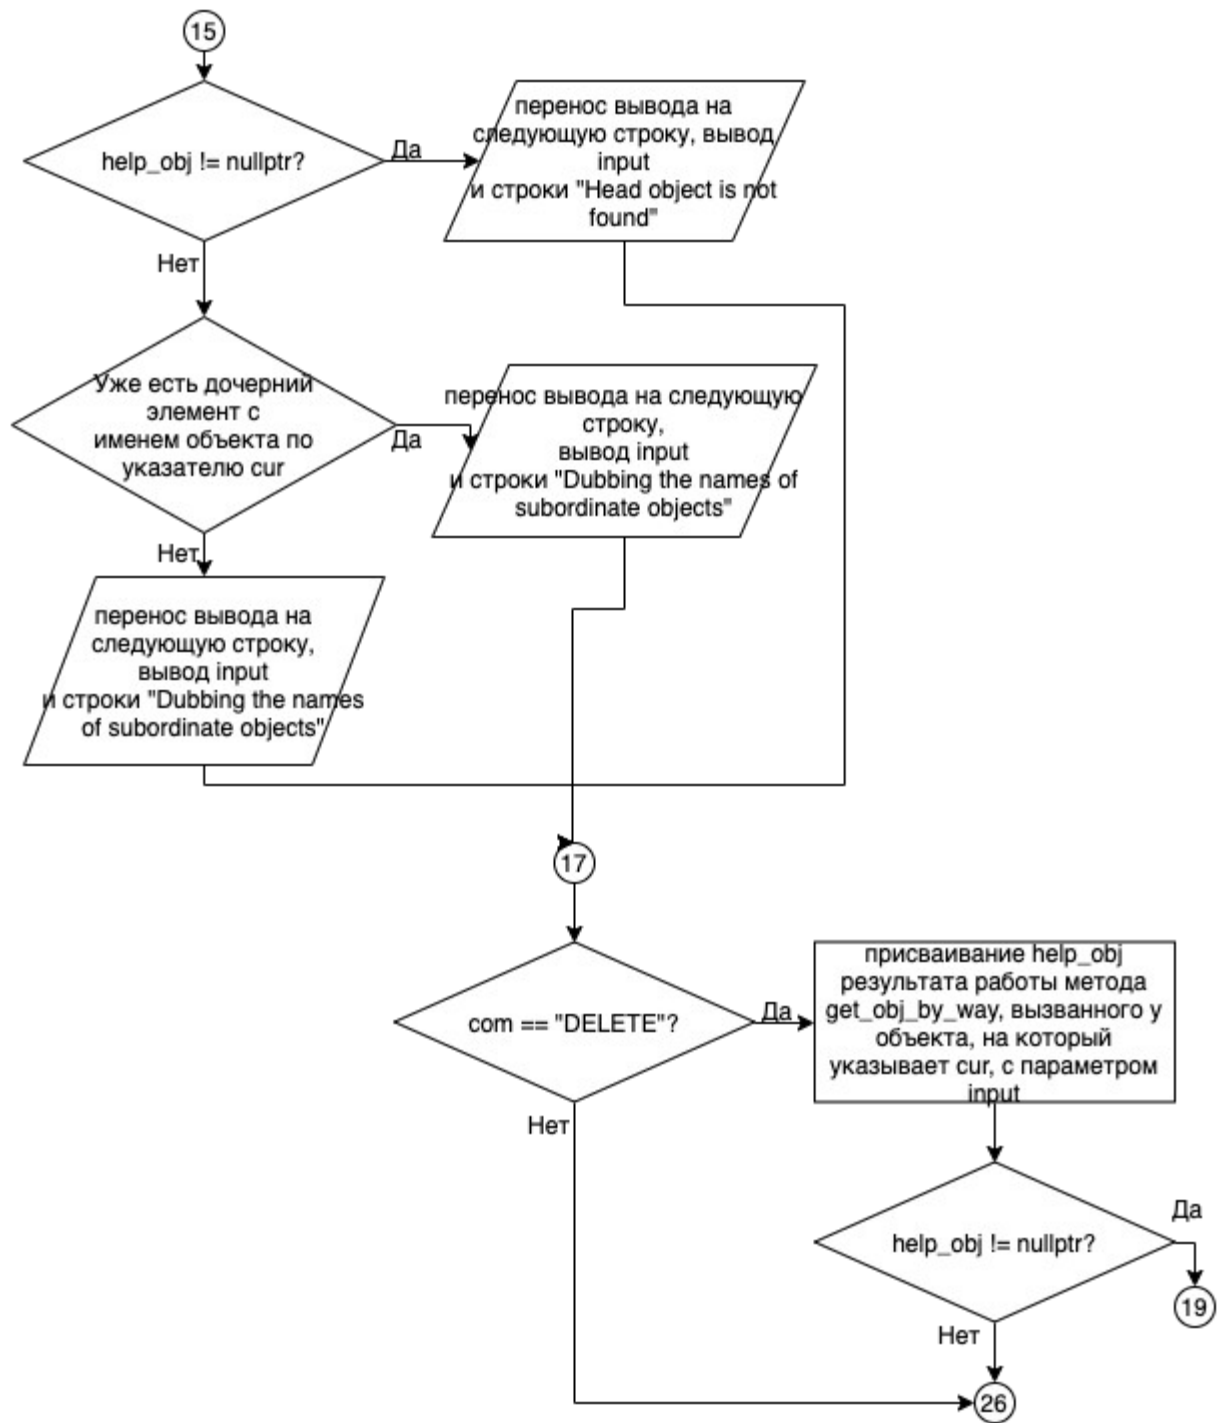 15
help_obj != nullptr?
Да
перенос вывода на
следующую строку, вывод
input
и строки "Head object is not
found"
Нет
Уже есть дочерний
элемент с
именем объекта по
указателю cur
Да
перенос вывода на следующую
строку,
вывод input
и строки "Dubbing the names of
subordinate objects"
Нет
перенос вывода на
следующую строку,
вывод input
и строки "Dubbing the names
of subordinate objects"
17
com == "DELETE"?
Да
присваивание help_obj
результата работы метода
get_obj_by_way, вызванного у
объекта, на который
указывает cur, с параметром
input
Нет
help_obj != nullptr?
Да
19
Нет
26